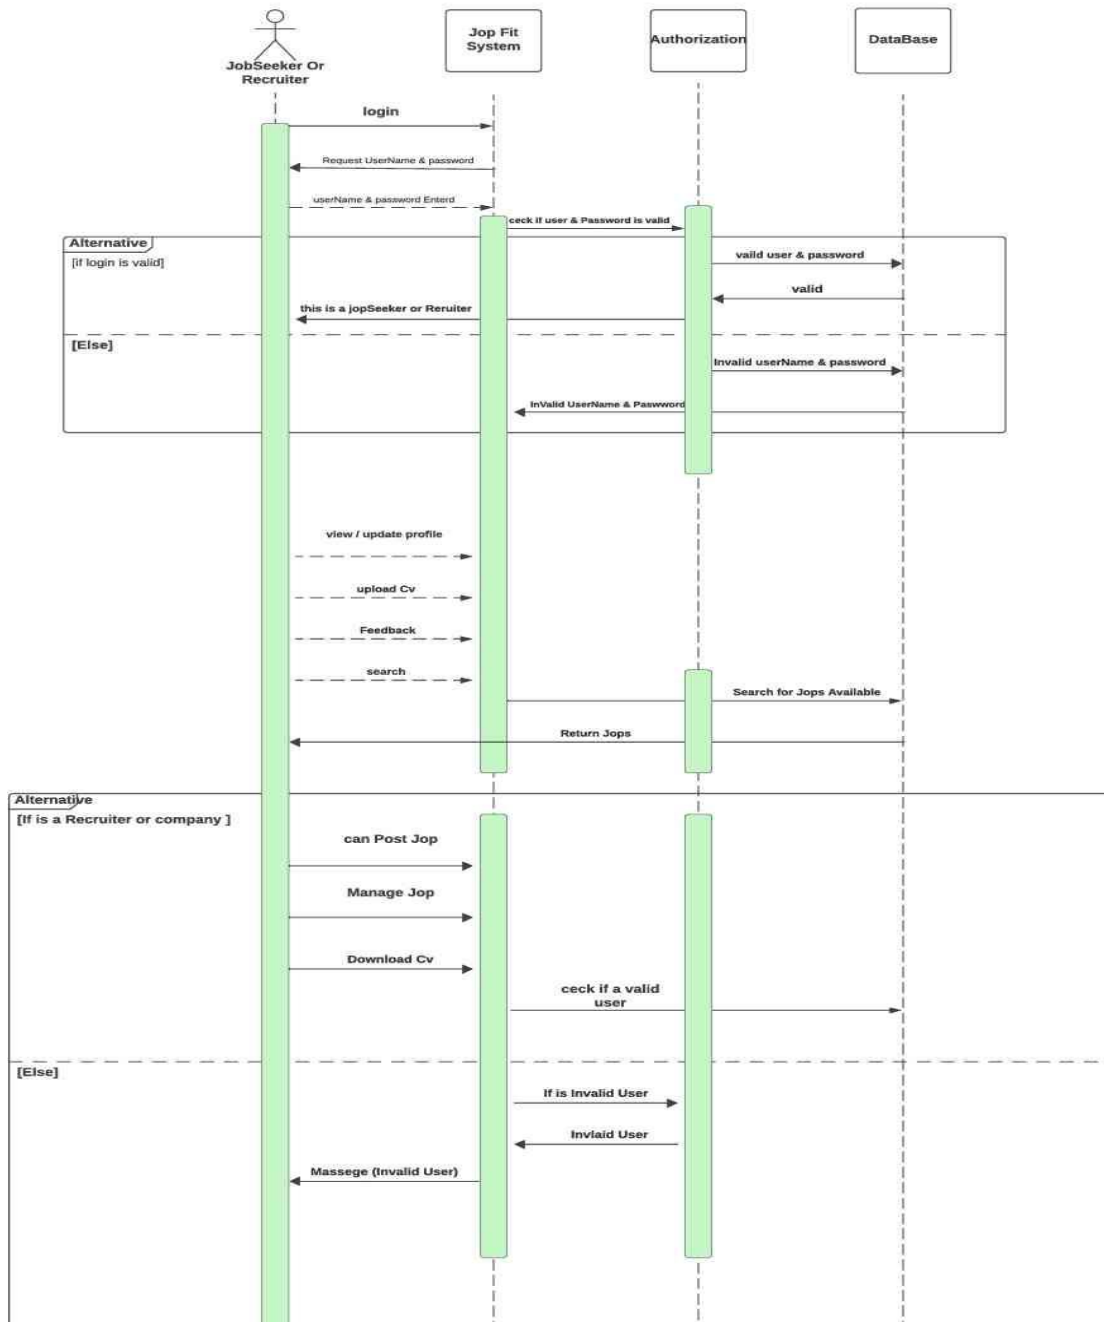 JobSeeker Or
Recruiter
Jop Fit
System
Authorization
DataBase
login
Request UserName & password
userName & password Enterd
ceck if user & Password is valid
Alternative
[if login is valid]
vaild user & password
valid
this is a jopSeeker or Reruiter
[Else]
Invalid userName & password
InValid UserName & Paswword
view / update profile
upload Cv
Feedback
search
Search for Jops Available
Return Jops
Alternative
[If is a Recruiter or company ]
can Post Jop
Manage Jop
Download Cv
ceck if a valid
user
[Else]
If is Invalid User
Invlaid User
Massege (Invalid User)